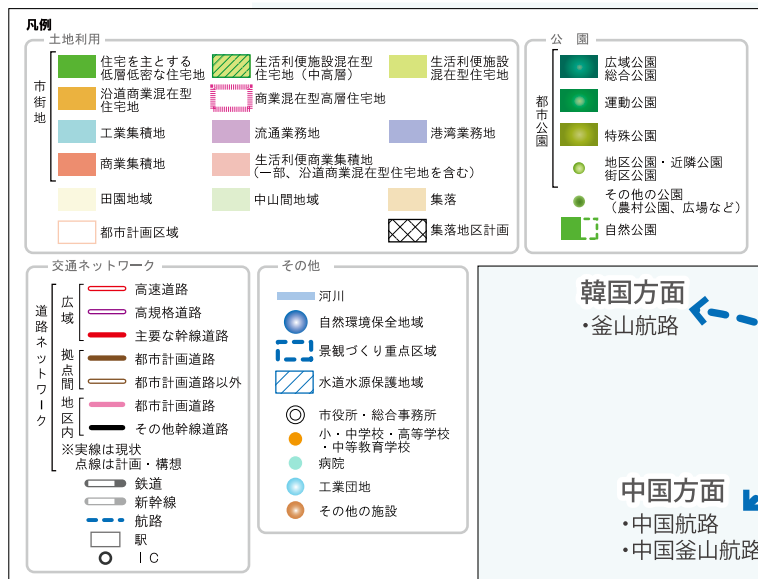 凡例
土地利用
市街地
住宅を主とする
低層低密な住宅地
生活利便施設混在型
住宅地（中高層）
生活利便施設
混在型住宅地
沿道商業混在型
住宅地
商業混在型高層住宅地
工業集積地
流通業務地
港湾業務地
商業集積地
生活利便商業集積地
（一部、沿道商業混在型住宅地を含む）
田園地域
中山間地域
集落
都市計画区域
集落地区計画
公園
都市公園
広域公園
総合公園
運動公園
特殊公園
地区公園・近隣公園
街区公園
その他の公園
（農村公園、広場など）
自然公園
交通ネットワーク
道路ネットワーク
広域
高速道路
高規格道路
主要な幹線道路
拠点間
都市計画道路
都市計画道路以外
地区内
都市計画道路
その他幹線道路
※実線は現状
点線は計画・構想
鉄道
新幹線
航路
駅
ＩＣ
その他
河川
自然環境保全地域
景観づくり重点区域
水道水源保護地域
市役所・総合事務所
小・中学校・高等学校
・中等教育学校
病院
工業団地
その他の施設
韓国方面
・釜山航路
中国方面
・中国航路
・中国釜山航路